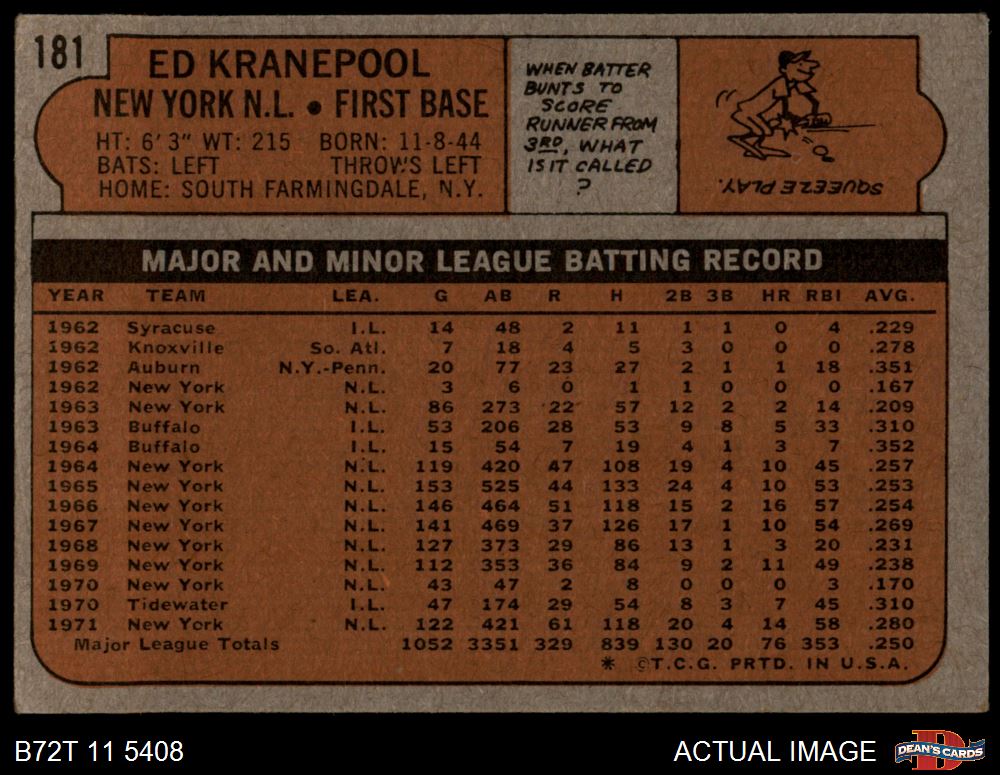 181
ED KRANEPOOL
NEW YORK N.L. • FIRST BASE
HT: 6' 3" WT: 215 BORN: 11-8-44
BATS: LEFT THROWS LEFT
HOME: SOUTH FARMINGDALE, N.Y.
WHEN BATTER
BUNTS TO
SCORE
RUNNER FROM
3RD, WHAT
IS IT CALLED
?
SQUEEZE PLAY.
MAJOR AND MINOR LEAGUE BATTING RECORD
YEAR TEAM LEA. G AB R H 2B 3B HR RBI AVG.
1962 Syracuse I.L. 14 48 2 11 1 1 0 4 .229
1962 Knoxville So. Atl. 7 18 4 5 3 0 0 0 .278
1962 Auburn N.Y.-Penn. 20 77 23 27 2 1 1 18 .351
1962 New York N.L. 3 6 0 1 1 0 0 0 .167
1963 New York N.L. 86 273 22 57 12 2 2 14 .209
1963 Buffalo I.L. 53 206 28 53 9 8 5 33 .310
1964 Buffalo I.L. 15 54 7 19 4 1 3 7 .352
1964 New York N.L. 119 420 47 108 19 4 10 45 .257
1965 New York N.L. 153 525 44 133 24 4 10 53 .253
1966 New York N.L. 146 464 51 118 15 2 16 57 .254
1967 New York N.L. 141 469 37 126 17 1 10 54 .269
1968 New York N.L. 127 373 29 86 13 1 3 20 .231
1969 New York N.L. 112 353 36 84 9 2 11 49 .238
1970 New York N.L. 43 47 2 8 0 0 0 3 .170
1970 Tidewater I.L. 47 174 29 54 8 3 7 45 .310
1971 New York N.L. 122 421 61 118 20 4 14 58 .280
Major League Totals 1052 3351 329 839 130 20 76 353 .250
* ©T.C.G. PRTD. IN U.S.A.
B72T 11 5408
ACTUAL IMAGE
D
DEAN'S CARDS